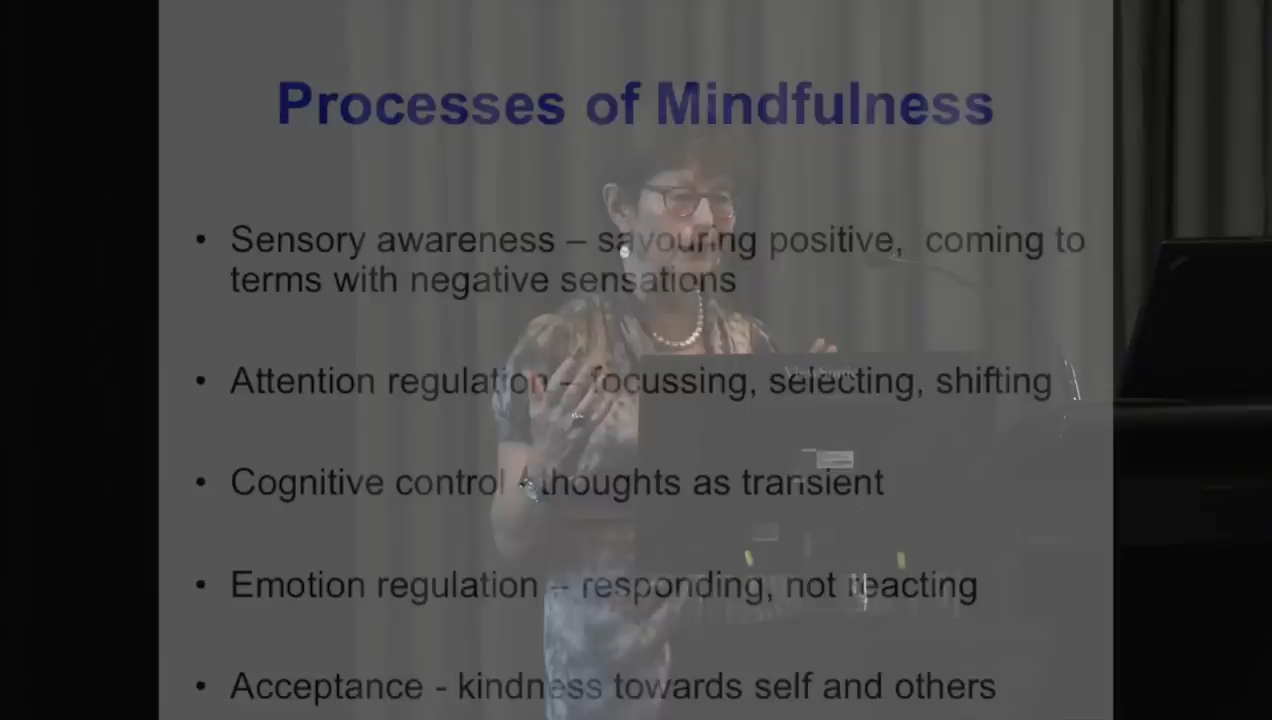 Processes of Mindfulness
• Sensory awareness – savouring positive, coming to
terms with negative sensations
• Attention regulation – focussing, selecting, shifting
ViewSonic
• Cognitive control - thoughts as transient
• Emotion regulation – responding, not reacting
• Acceptance - kindness towards self and others